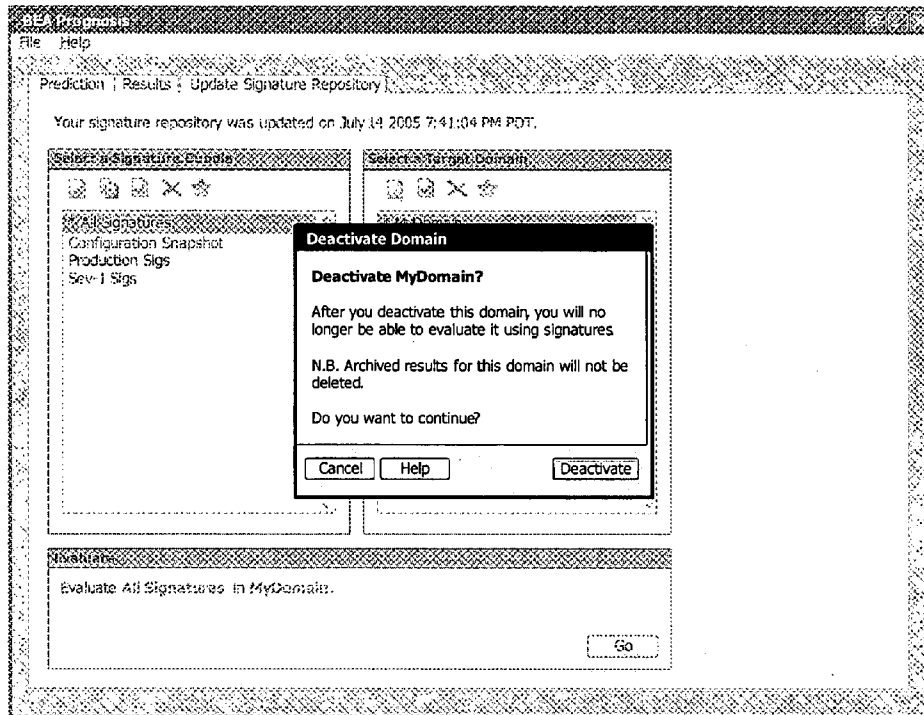 BEA Prognosis
File Help
Prediction Results Update Signature Repository
Your signature repository was updated on July 14 2005 7:41:04 PM PDT.
Select a Signature Bundle
Select a Target Domain
All Signatures
MyDomain
Configuration Snapshot
Production Sigs
Sev-1 Sigs
Deactivate Domain
Deactivate MyDomain?
After you deactivate this domain, you will no
longer be able to evaluate it using signatures
N.B. Archived results for this domain will not be
deleted.
Do you want to continue?
Cancel Help Deactivate
Evaluate
Evaluate All Signatures in MyDomain.
Go